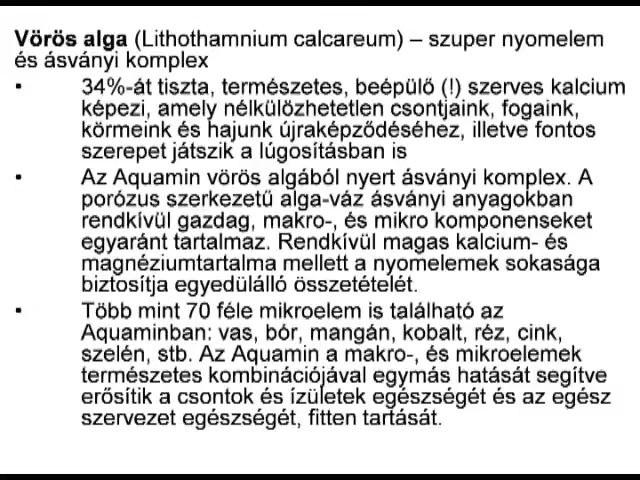 Vörös alga (Lithothamnium calcareum) – szuper nyomelem
és ásványi komplex
• 34%-át tiszta, természetes, beépülő (!) szerves kalcium
képezi, amely nélkülözhetetlen csontjaink, fogaink,
körmeink és hajunk újraképződéséhez, illetve fontos
szerepet játszik a lúgosításban is
• Az Aquamin vörös algából nyert ásványi komplex. A
porózus szerkezetű alga-váz ásványi anyagokban
rendkívül gazdag, makro-, és mikro komponenseket
egyaránt tartalmaz. Rendkívül magas kalcium- és
magnéziumtartalma mellett a nyomelemek sokasága
biztosítja egyedülálló összetételét.
• Több mint 70 féle mikroelem is található az
Aquaminban: vas, bór, mangán, kobalt, réz, cink,
szelén, stb. Az Aquamin a makro-, és mikroelemek
természetes kombinációjával egymás hatását segítve
erősítik a csontok és ízületek egészségét és az egész
szervezet egészségét, fitten tartását.